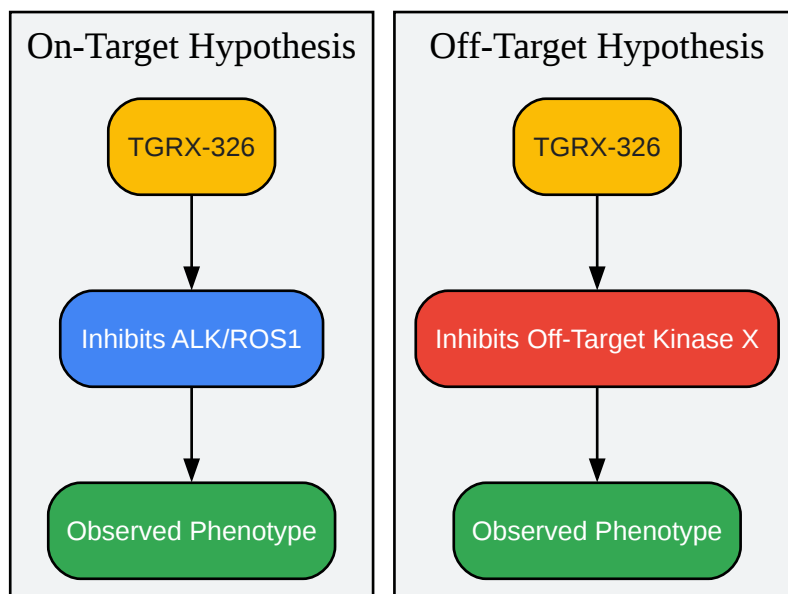 On-Target Hypothesis
TGRX-326
Inhibits ALK/ROS1
Observed Phenotype
Off-Target Hypothesis
TGRX-326
Inhibits Off-Target Kinase X
Observed Phenotype